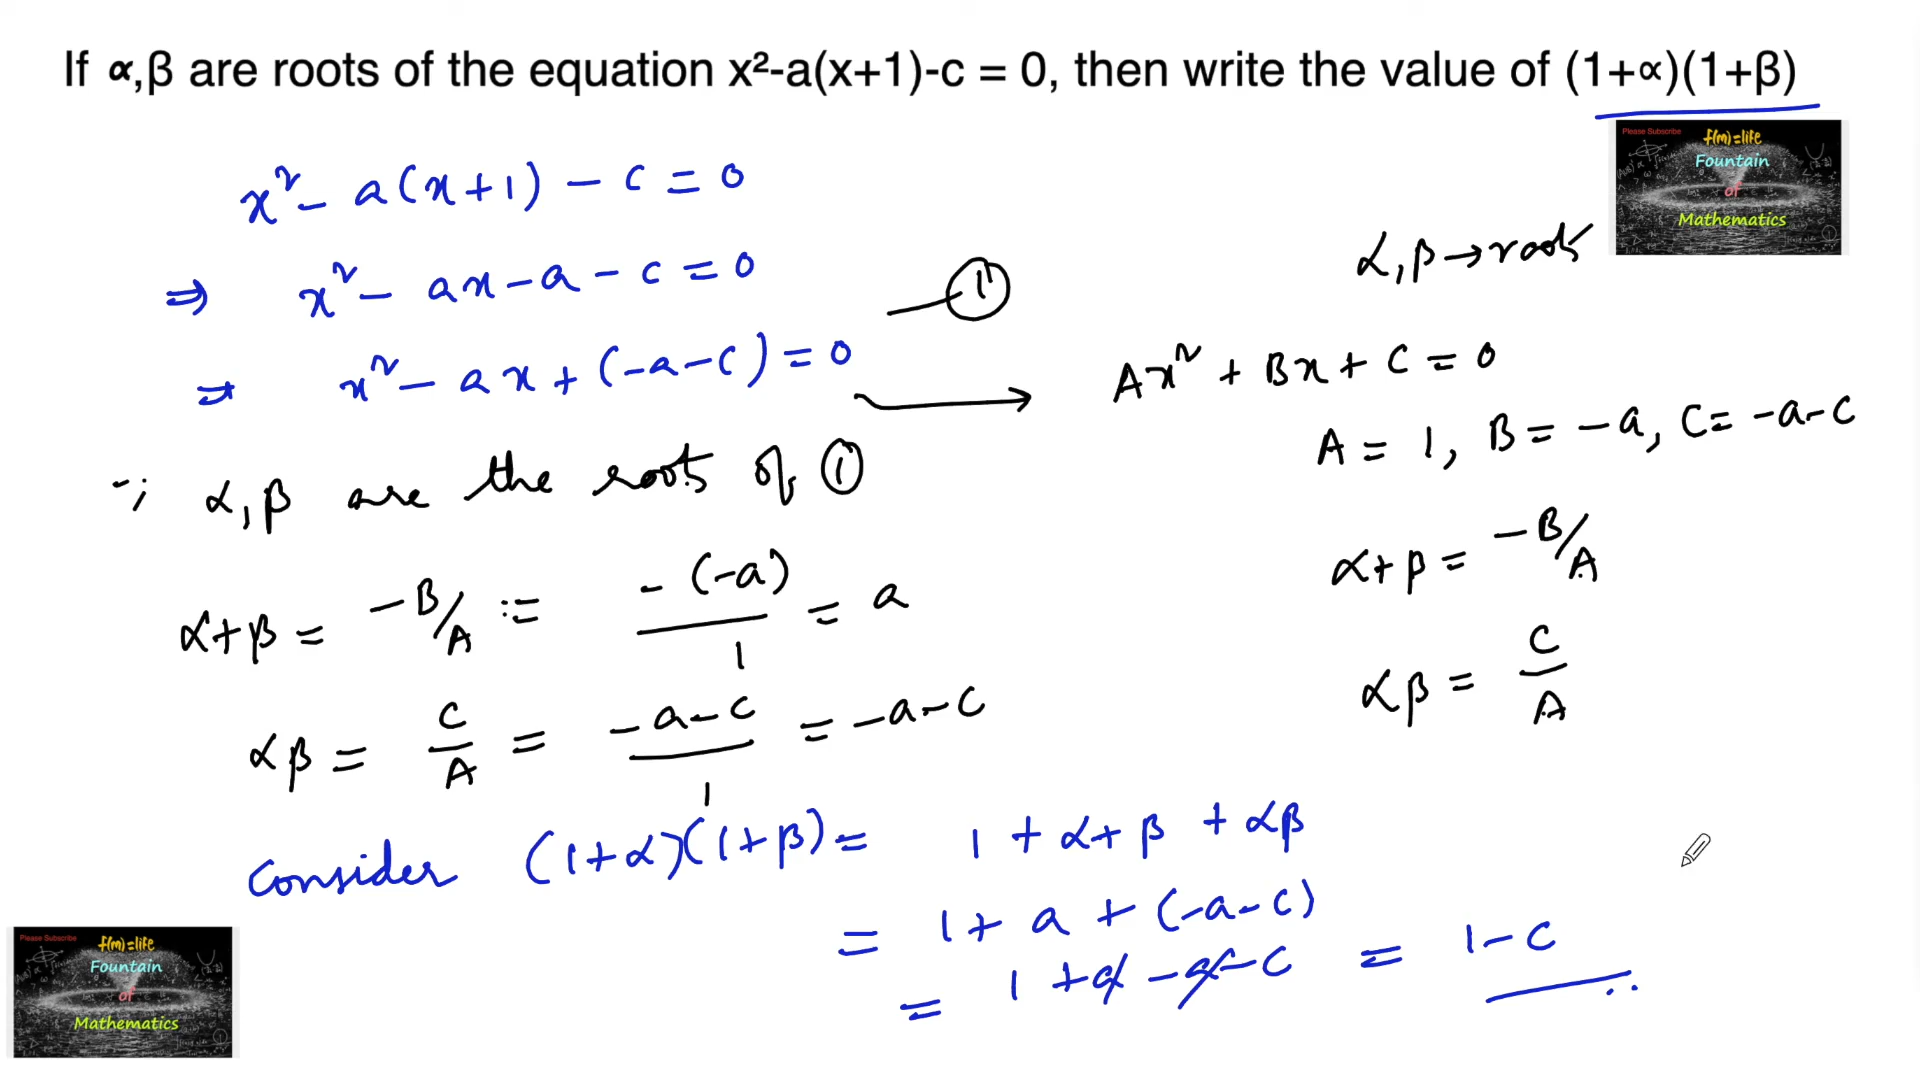 If ∝,β are roots of the equation x²-a(x+1)-c = 0, then write the value of (1+∝)(1+β)
Please Subscribe
f(m)=life
Fountain
of
Mathematics
x² - a(x+1) - c = 0
⇒ x² - ax - a - c = 0
⇒ x² - ax + (-a-c) = 0 — ①
∵ α, β are the roots of ①
α+β = -B/A = -(-a)/1 = a
αβ = C/A = -a-c/1 = -a-c
α, β → roots
Ax² + Bx + C = 0
A = 1, B = -a, C = -a-c
α+β = -B/A
αβ = C/A
Consider (1+α)(1+β) = 1 + α+β + αβ
= 1 + a + (-a-c)
= 1 + a - a - c = 1-c
Please Subscribe
f(m)=life
Fountain
of
Mathematics